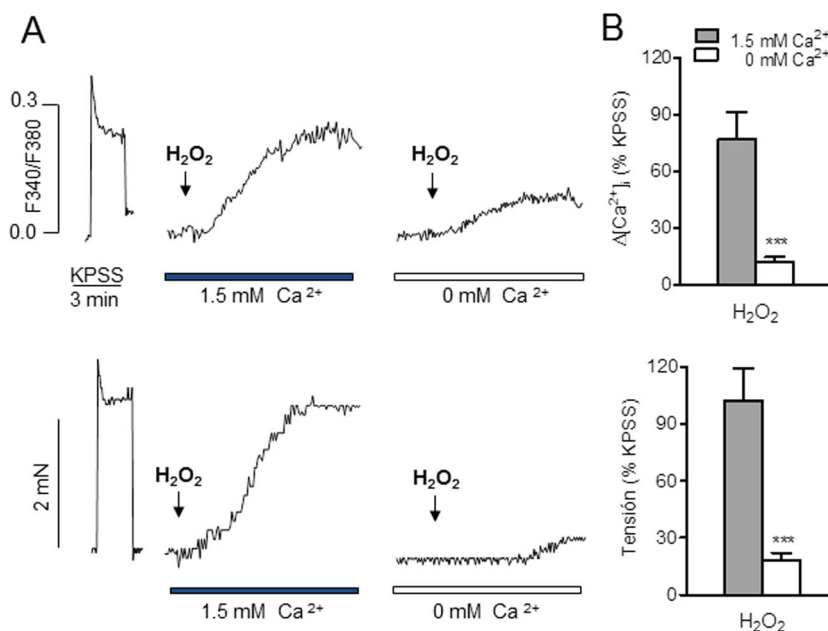 A
0.3
0.0
F340/F380
KPSS
3 min
H₂O₂
1.5 mM Ca²⁺
H₂O₂
0 mM Ca²⁺
2 mN
H₂O₂
1.5 mM Ca²⁺
H₂O₂
0 mM Ca²⁺
B
1.5 mM Ca²⁺
0 mM Ca²⁺
Δ[Ca²⁺]i (% KPSS)
120
90
60
30
0
***
H₂O₂
Tensión (% KPSS)
120
90
60
30
0
***
H₂O₂